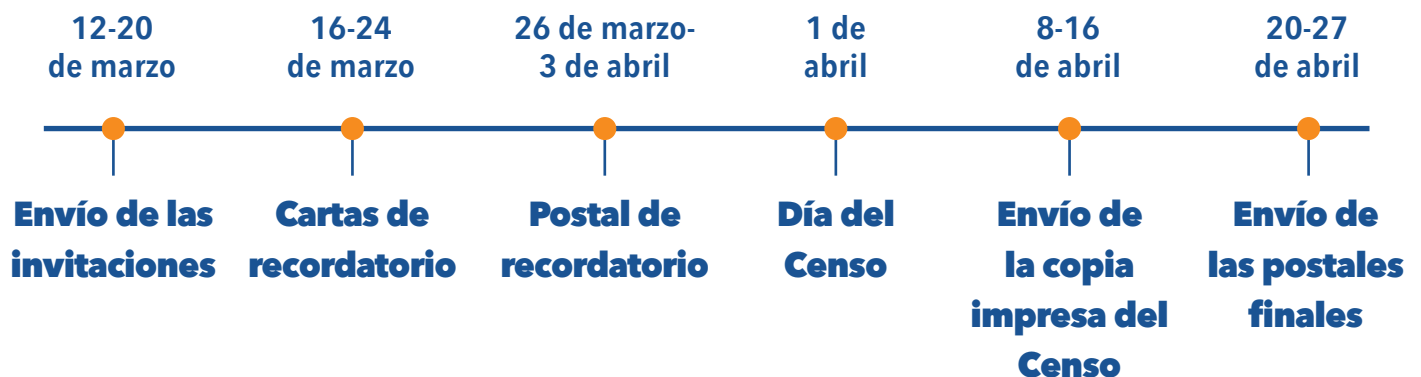 12-20
de marzo
16-24
de marzo
26 de marzo-
3 de abril
1 de
abril
8-16
de abril
20-27
de abril
Envío de las
invitaciones
Cartas de
recordatorio
Postal de
recordatorio
Día del
Censo
Envío de
la copia
impresa del
Censo
Envío de
las postales
finales